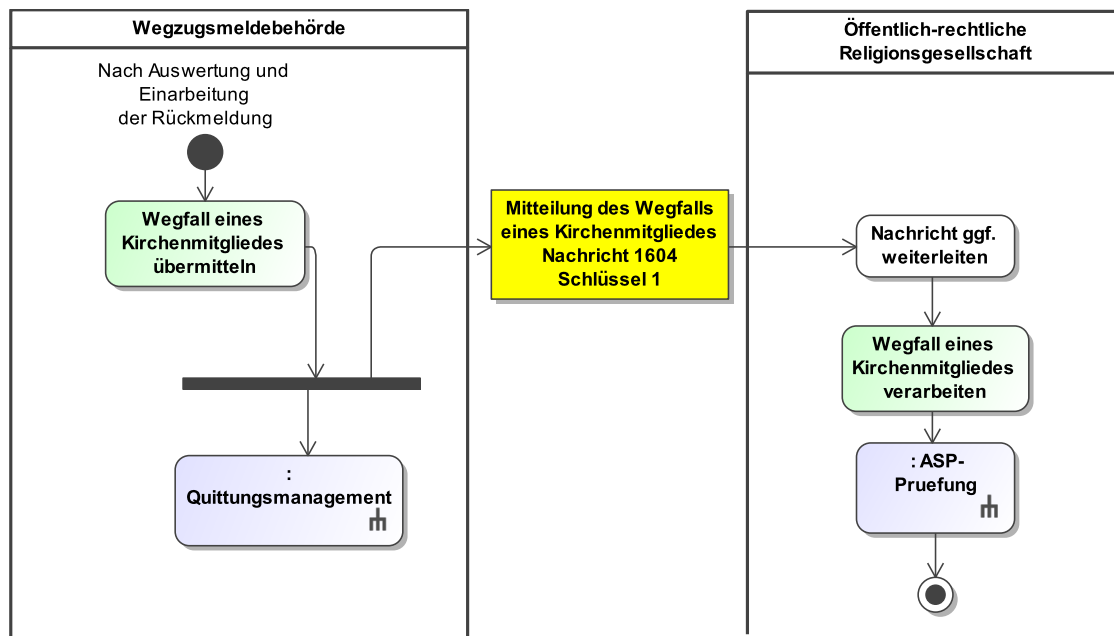 Wegzugsmeldebehörde
Nach Auswertung und
Einarbeitung
der Rückmeldung
Wegfall eines
Kirchenmitgliedes
übermitteln
:
Quittungsmanagement
Mitteilung des Wegfalls
eines Kirchenmitgliedes
Nachricht 1604
Schlüssel 1
Öffentlich-rechtliche
Religionsgesellschaft
Nachricht ggf.
weiterleiten
Wegfall eines
Kirchenmitgliedes
verarbeiten
: ASP-
Pruefung